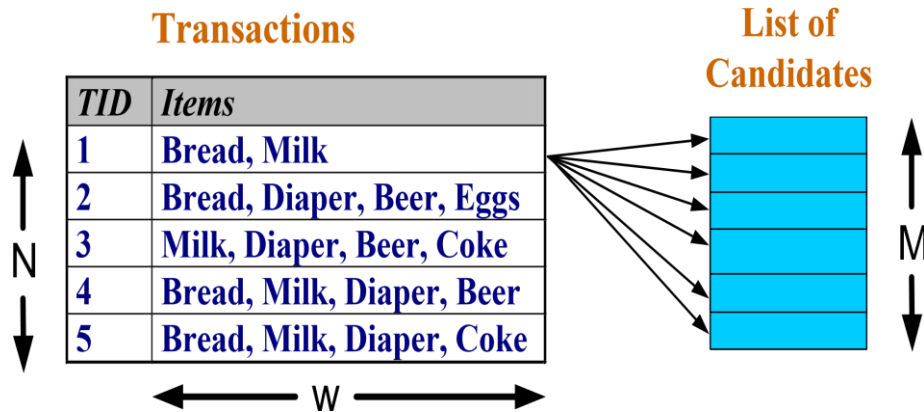 Transactions
List of
Candidates
TID Items
1 Bread, Milk
2 Bread, Diaper, Beer, Eggs
3 Milk, Diaper, Beer, Coke
4 Bread, Milk, Diaper, Beer
5 Bread, Milk, Diaper, Coke
N
M
W